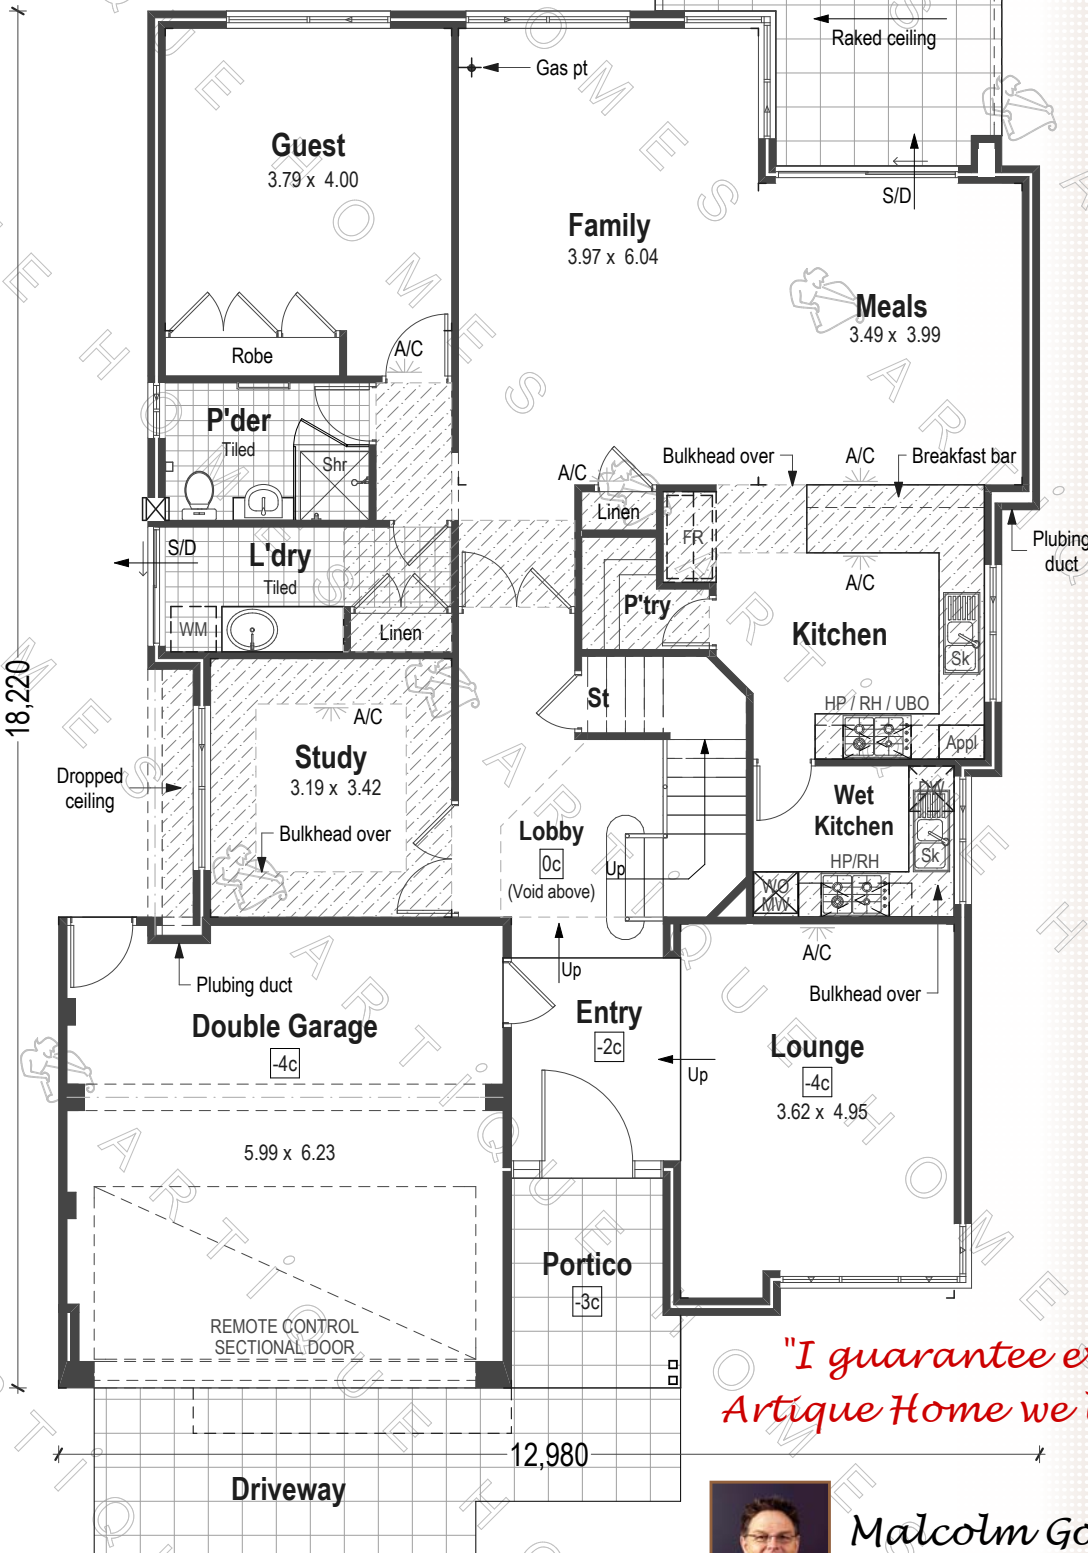 Raked ceiling
Gas pt
Guest
3.79 x 4.00
S/D
Family
3.97 x 6.04
Meals
3.49 x 3.99
Robe
A/C
P'der
Tiled
Shr
A/C
Bulkhead over
A/C
Breakfast bar
Linen
FR
Plubing
duct
S/D
L'dry
Tiled
A/C
P'try
Kitchen
WM
Linen
Sk
St
HP / RH / UBO
Appl
A/C
Study
3.19 x 3.42
Dropped
ceiling
Bulkhead over
Wet
Kitchen
DW
Sk
HP/RH
WO
MW
Lobby
0c
(Void above)
Up
A/C
Bulkhead over
Up
Plubing duct
Double Garage
-4c
Entry
-2c
Up
Lounge
-4c
3.62 x 4.95
5.99 x 6.23
Portico
-3c
REMOTE CONTROL
SECTIONAL DOOR
18,220
12,980
Driveway
"I guarantee e
Artique Home we
Malcolm Go
ARTiQUE HOMES